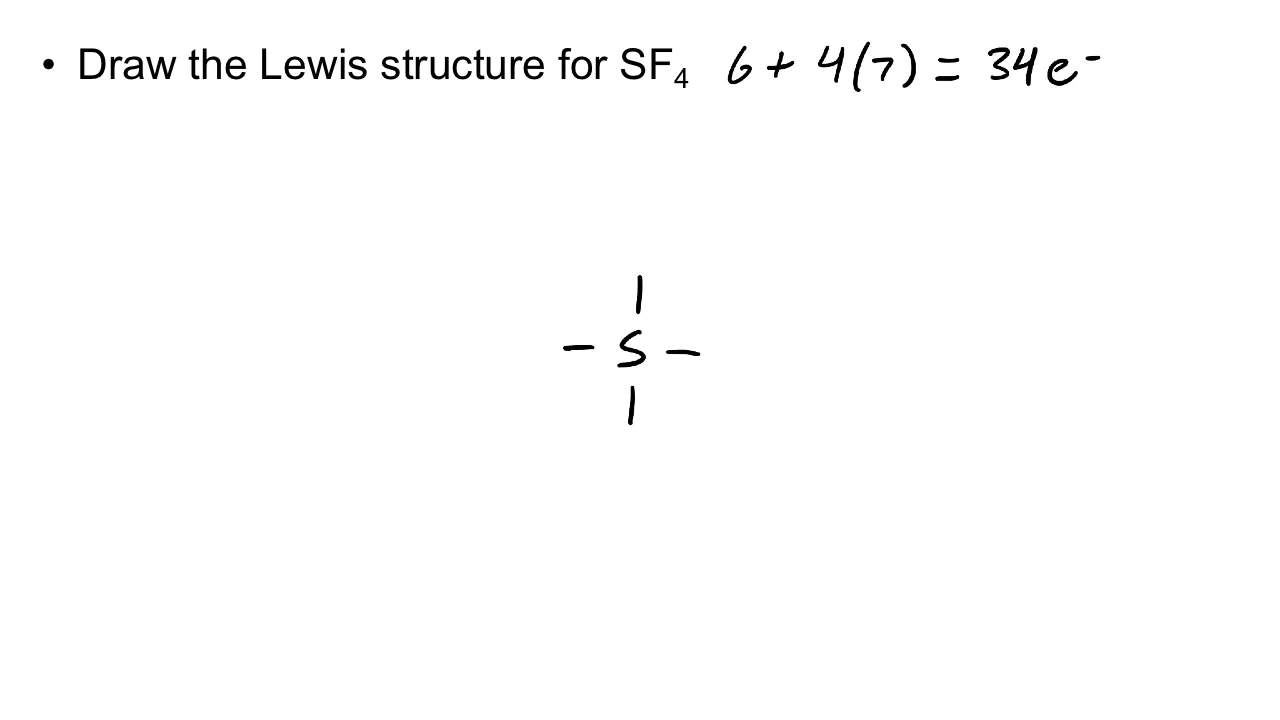 • Draw the Lewis structure for SF₄ 6 + 4(7) = 34e⁻
S